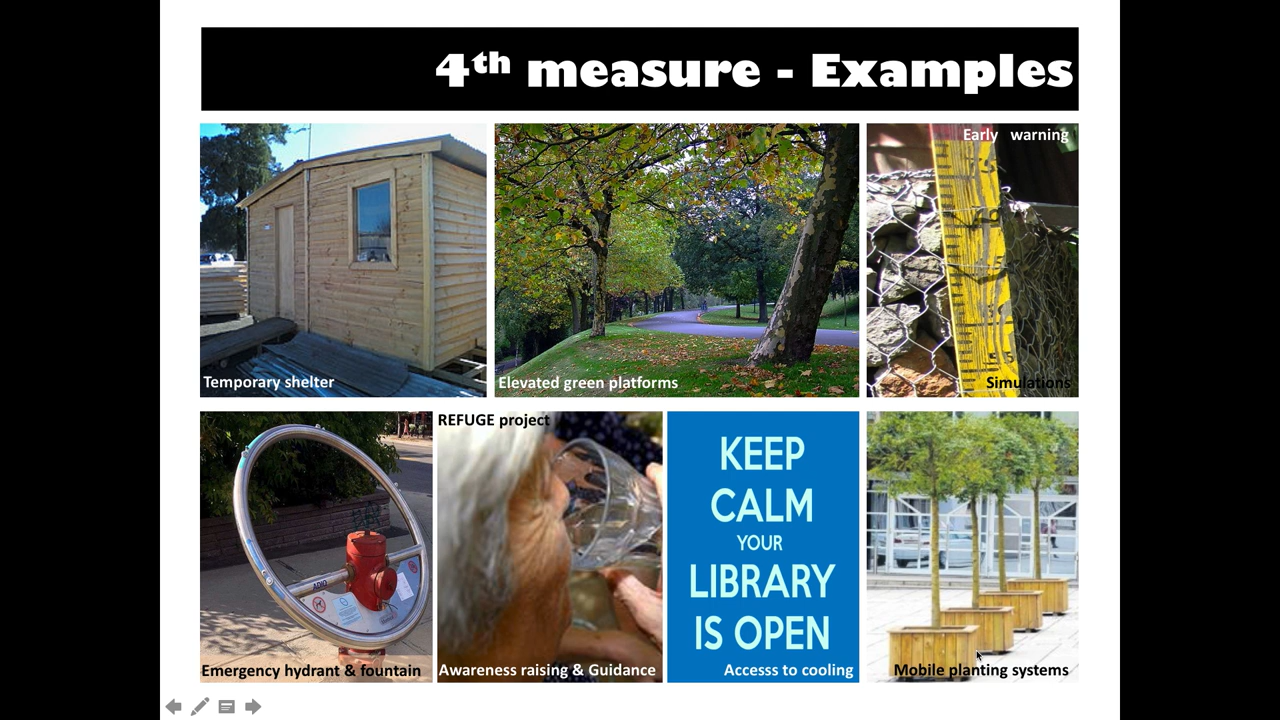 4th measure - Examples
Temporary shelter
Elevated green platforms
Early warning
Simulations
Emergency hydrant & fountain
REFUGE project
Awareness raising & Guidance
KEEP
CALM
YOUR
LIBRARY
IS OPEN
Accesss to cooling
Mobile planting systems